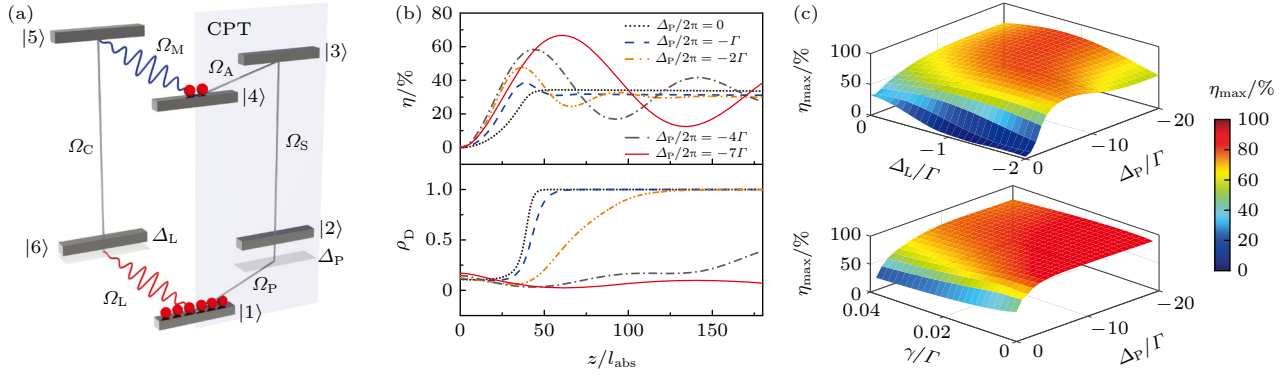 (a)
CPT
|5⟩
Ω_M
Ω_A
|3⟩
|4⟩
Ω_C
Ω_S
|6⟩
Δ_L
|2⟩
Δ_P
Ω_L
Ω_P
|1⟩
(b)
80
60
40
20
0
η/%
Δ_P/2π=0
Δ_P/2π=−Γ
Δ_P/2π=−2Γ
Δ_P/2π=−4Γ
Δ_P/2π=−7Γ
1.0
0.5
0
ρ_D
0 50 100 150
z/l_abs
(c)
100
50
0
η_max/%
0
−1
−2
Δ_L/Γ
0
−10
−20
Δ_P/Γ
100
50
0
η_max/%
0.04
0.02
0
γ/Γ
0
−10
−20
Δ_P/Γ
η_max/%
100
80
60
40
20
0